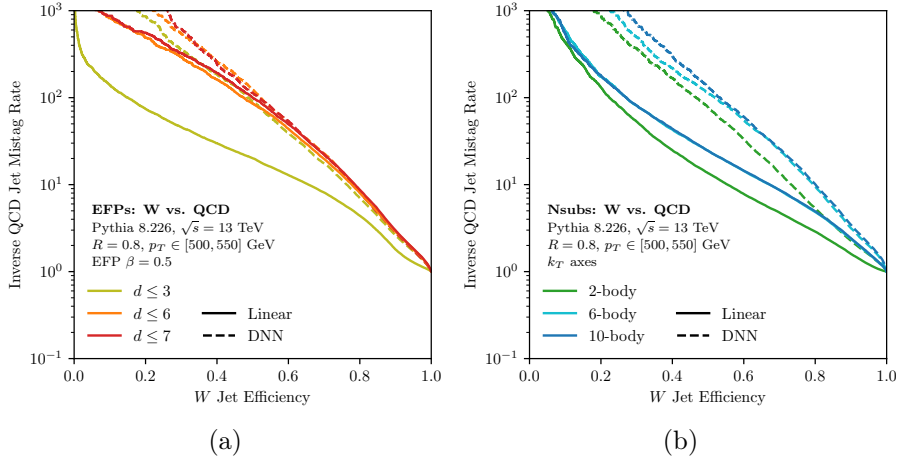 Inverse QCD Jet Mistag Rate
10³
10²
10¹
10⁰
10⁻¹
EFPs: W vs. QCD
Pythia 8.226, √s = 13 TeV
R = 0.8, p_T ∈ [500, 550] GeV
EFP β = 0.5
d ≤ 3
d ≤ 6
d ≤ 7
Linear
DNN
0.0 0.2 0.4 0.6 0.8 1.0
W Jet Efficiency
(a)
Inverse QCD Jet Mistag Rate
10³
10²
10¹
10⁰
10⁻¹
Nsubs: W vs. QCD
Pythia 8.226, √s = 13 TeV
R = 0.8, p_T ∈ [500, 550] GeV
k_T axes
2-body
6-body
10-body
Linear
DNN
0.0 0.2 0.4 0.6 0.8 1.0
W Jet Efficiency
(b)